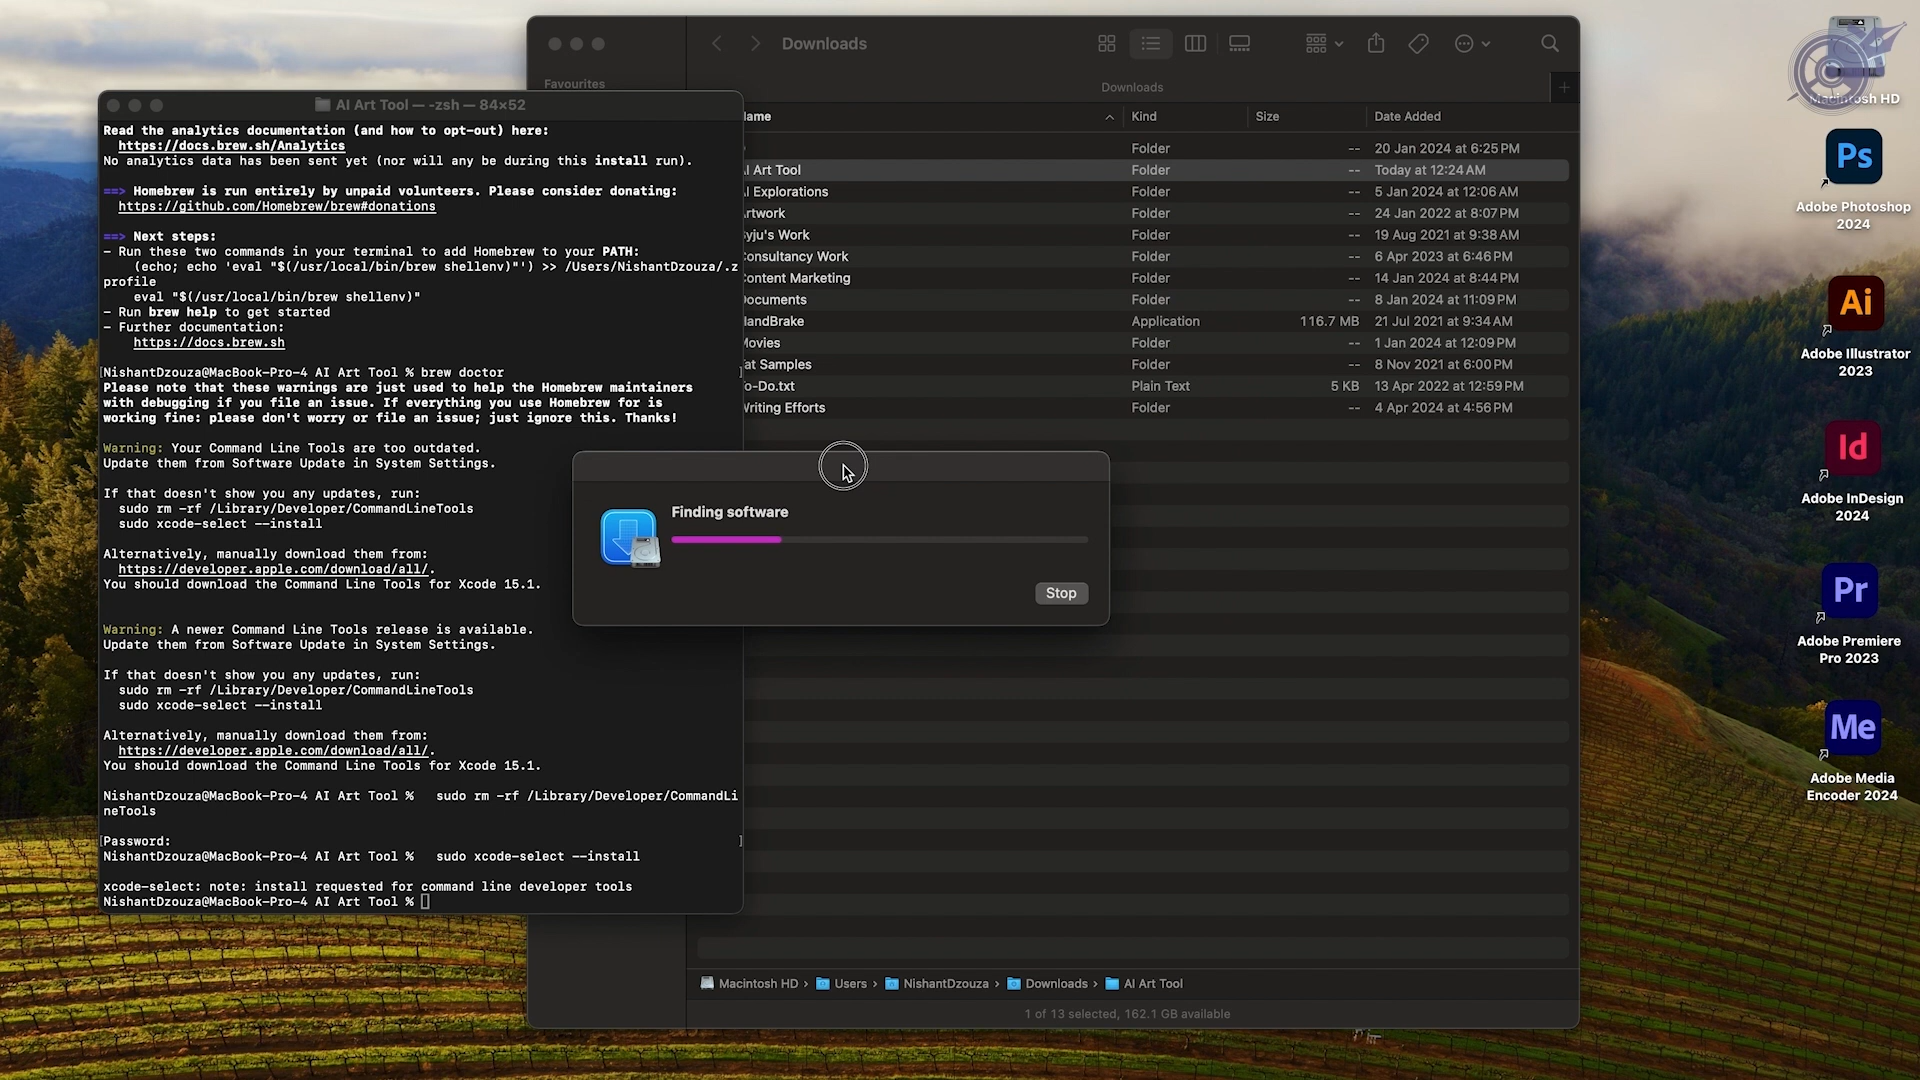 Downloads
Favourites
Downloads
AI Art Tool — -zsh — 84×52
Read the analytics documentation (and how to opt-out) here:
https://docs.brew.sh/Analytics
No analytics data has been sent yet (nor will any be during this install run).
==> Homebrew is run entirely by unpaid volunteers. Please consider donating:
https://github.com/Homebrew/brew#donations
==> Next steps:
- Run these two commands in your terminal to add Homebrew to your PATH:
(echo; echo 'eval "$(/usr/local/bin/brew shellenv)"') >> /Users/NishantDzouza/.z
profile
eval "$(/usr/local/bin/brew shellenv)"
- Run brew help to get started
- Further documentation:
https://docs.brew.sh
[NishantDzouza@MacBook-Pro-4 AI Art Tool % brew doctor ]
Please note that these warnings are just used to help the Homebrew maintainers
with debugging if you file an issue. If everything you use Homebrew for is
working fine: please don't worry or file an issue; just ignore this. Thanks!
Warning: Your Command Line Tools are too outdated.
Update them from Software Update in System Settings.
If that doesn't show you any updates, run:
sudo rm -rf /Library/Developer/CommandLineTools
sudo xcode-select --install
Alternatively, manually download them from:
https://developer.apple.com/download/all/.
You should download the Command Line Tools for Xcode 15.1.
Warning: A newer Command Line Tools release is available.
Update them from Software Update in System Settings.
If that doesn't show you any updates, run:
sudo rm -rf /Library/Developer/CommandLineTools
sudo xcode-select --install
Alternatively, manually download them from:
https://developer.apple.com/download/all/.
You should download the Command Line Tools for Xcode 15.1.
NishantDzouza@MacBook-Pro-4 AI Art Tool %   sudo rm -rf /Library/Developer/CommandLi
neTools
[Password: ]
NishantDzouza@MacBook-Pro-4 AI Art Tool %   sudo xcode-select --install
xcode-select: note: install requested for command line developer tools
NishantDzouza@MacBook-Pro-4 AI Art Tool %
ame Kind Size Date Added
Folder -- 20 Jan 2024 at 6:25 PM
I Art Tool Folder -- Today at 12:24 AM
I Explorations Folder -- 5 Jan 2024 at 12:06 AM
rtwork Folder -- 24 Jan 2022 at 8:07 PM
yju's Work Folder -- 19 Aug 2021 at 9:38 AM
onsultancy Work Folder -- 6 Apr 2023 at 6:46 PM
ontent Marketing Folder -- 14 Jan 2024 at 8:44 PM
ocuments Folder -- 8 Jan 2024 at 11:09 PM
andBrake Application 116.7 MB 21 Jul 2021 at 9:34 AM
ovies Folder -- 1 Jan 2024 at 12:09 PM
at Samples Folder -- 8 Nov 2021 at 6:00 PM
o-Do.txt Plain Text 5 KB 13 Apr 2022 at 12:59 PM
riting Efforts Folder -- 4 Apr 2024 at 4:56 PM
Finding software
Stop
Macintosh HD › Users › NishantDzouza › Downloads › AI Art Tool
1 of 13 selected, 162.1 GB available
Macintosh HD
Ps
Adobe Photoshop
2024
Ai
Adobe Illustrator
2023
Id
Adobe InDesign
2024
Pr
Adobe Premiere
Pro 2023
Me
Adobe Media
Encoder 2024